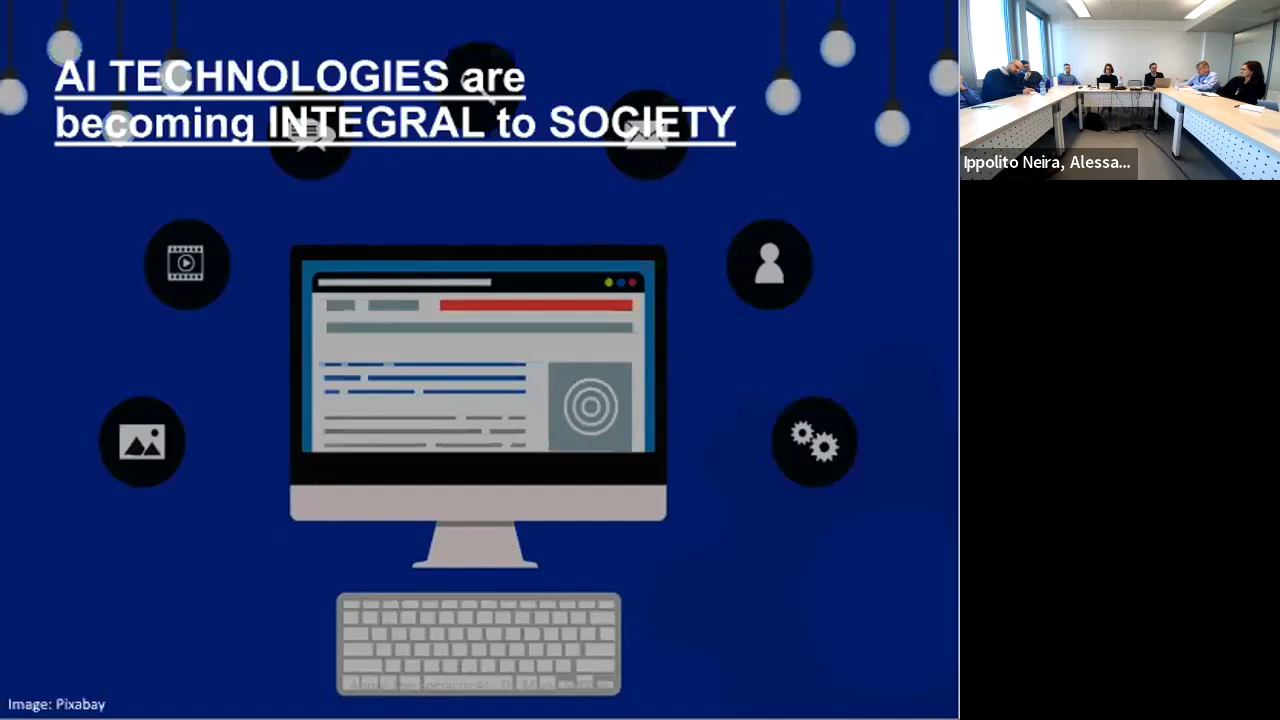 AI TECHNOLOGIES are
becoming INTEGRAL to SOCIETY
Ippolito Neira, Alessa...
Image: Pixabay